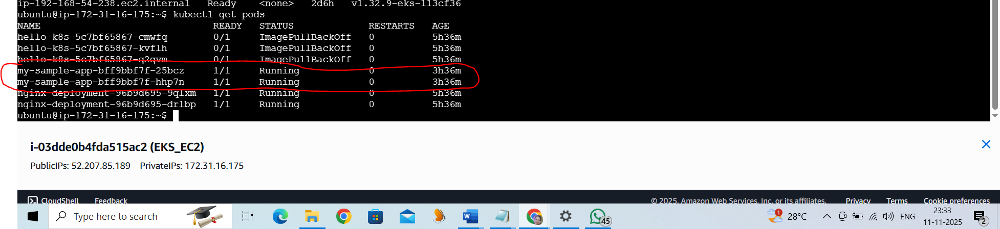 ip-192-168-54-238.ec2.internal   Ready    <none>   2d6h   v1.32.9-eks-113cf36
ubuntu@ip-172-31-16-175:~$ kubectl get pods
NAME                              READY   STATUS             RESTARTS   AGE
hello-k8s-5c7bf65867-cmwfq        0/1     ImagePullBackOff   0          5h36m
hello-k8s-5c7bf65867-kvflh        0/1     ImagePullBackOff   0          5h36m
hello-k8s-5c7bf65867-q2qvm        0/1     ImagePullBackOff   0          5h36m
my-sample-app-bff9bbf7f-25bcz     1/1     Running            0          3h36m
my-sample-app-bff9bbf7f-hhp7n     1/1     Running            0          3h36m
nginx-deployment-96b9d695-9qlxm   1/1     Running            0          5h36m
nginx-deployment-96b9d695-drlbp   1/1     Running            0          5h36m
ubuntu@ip-172-31-16-175:~$
i-03dde0b4fda515ac2 (EKS_EC2)
PublicIPs: 52.207.85.189 PrivateIPs: 172.31.16.175
CloudShell Feedback © 2025, Amazon Web Services, Inc. or its affiliates. Privacy Terms Cookie preferences
Type here to search W 45 1 28°C ENG 23:33 2
11-11-2025